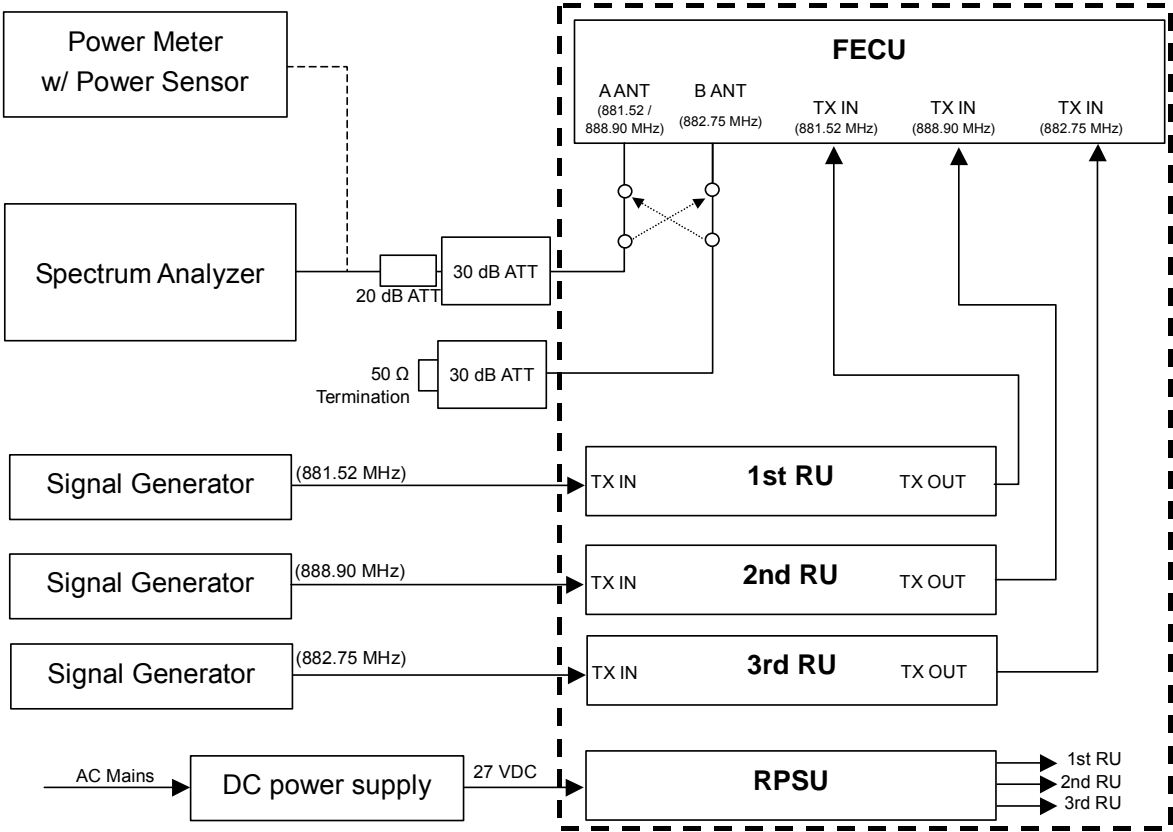 Power Meter
w/ Power Sensor
FECU
A ANT
(881.52 /
888.90 MHz)
B ANT
(882.75 MHz)
TX IN
(881.52 MHz)
TX IN
(888.90 MHz)
TX IN
(882.75 MHz)
Spectrum Analyzer
20 dB ATT
30 dB ATT
50 Ω
Termination
30 dB ATT
Signal Generator
(881.52 MHz)
TX IN
1st RU
TX OUT
Signal Generator
(888.90 MHz)
TX IN
2nd RU
TX OUT
Signal Generator
(882.75 MHz)
TX IN
3rd RU
TX OUT
AC Mains
DC power supply
27 VDC
RPSU
1st RU
2nd RU
3rd RU